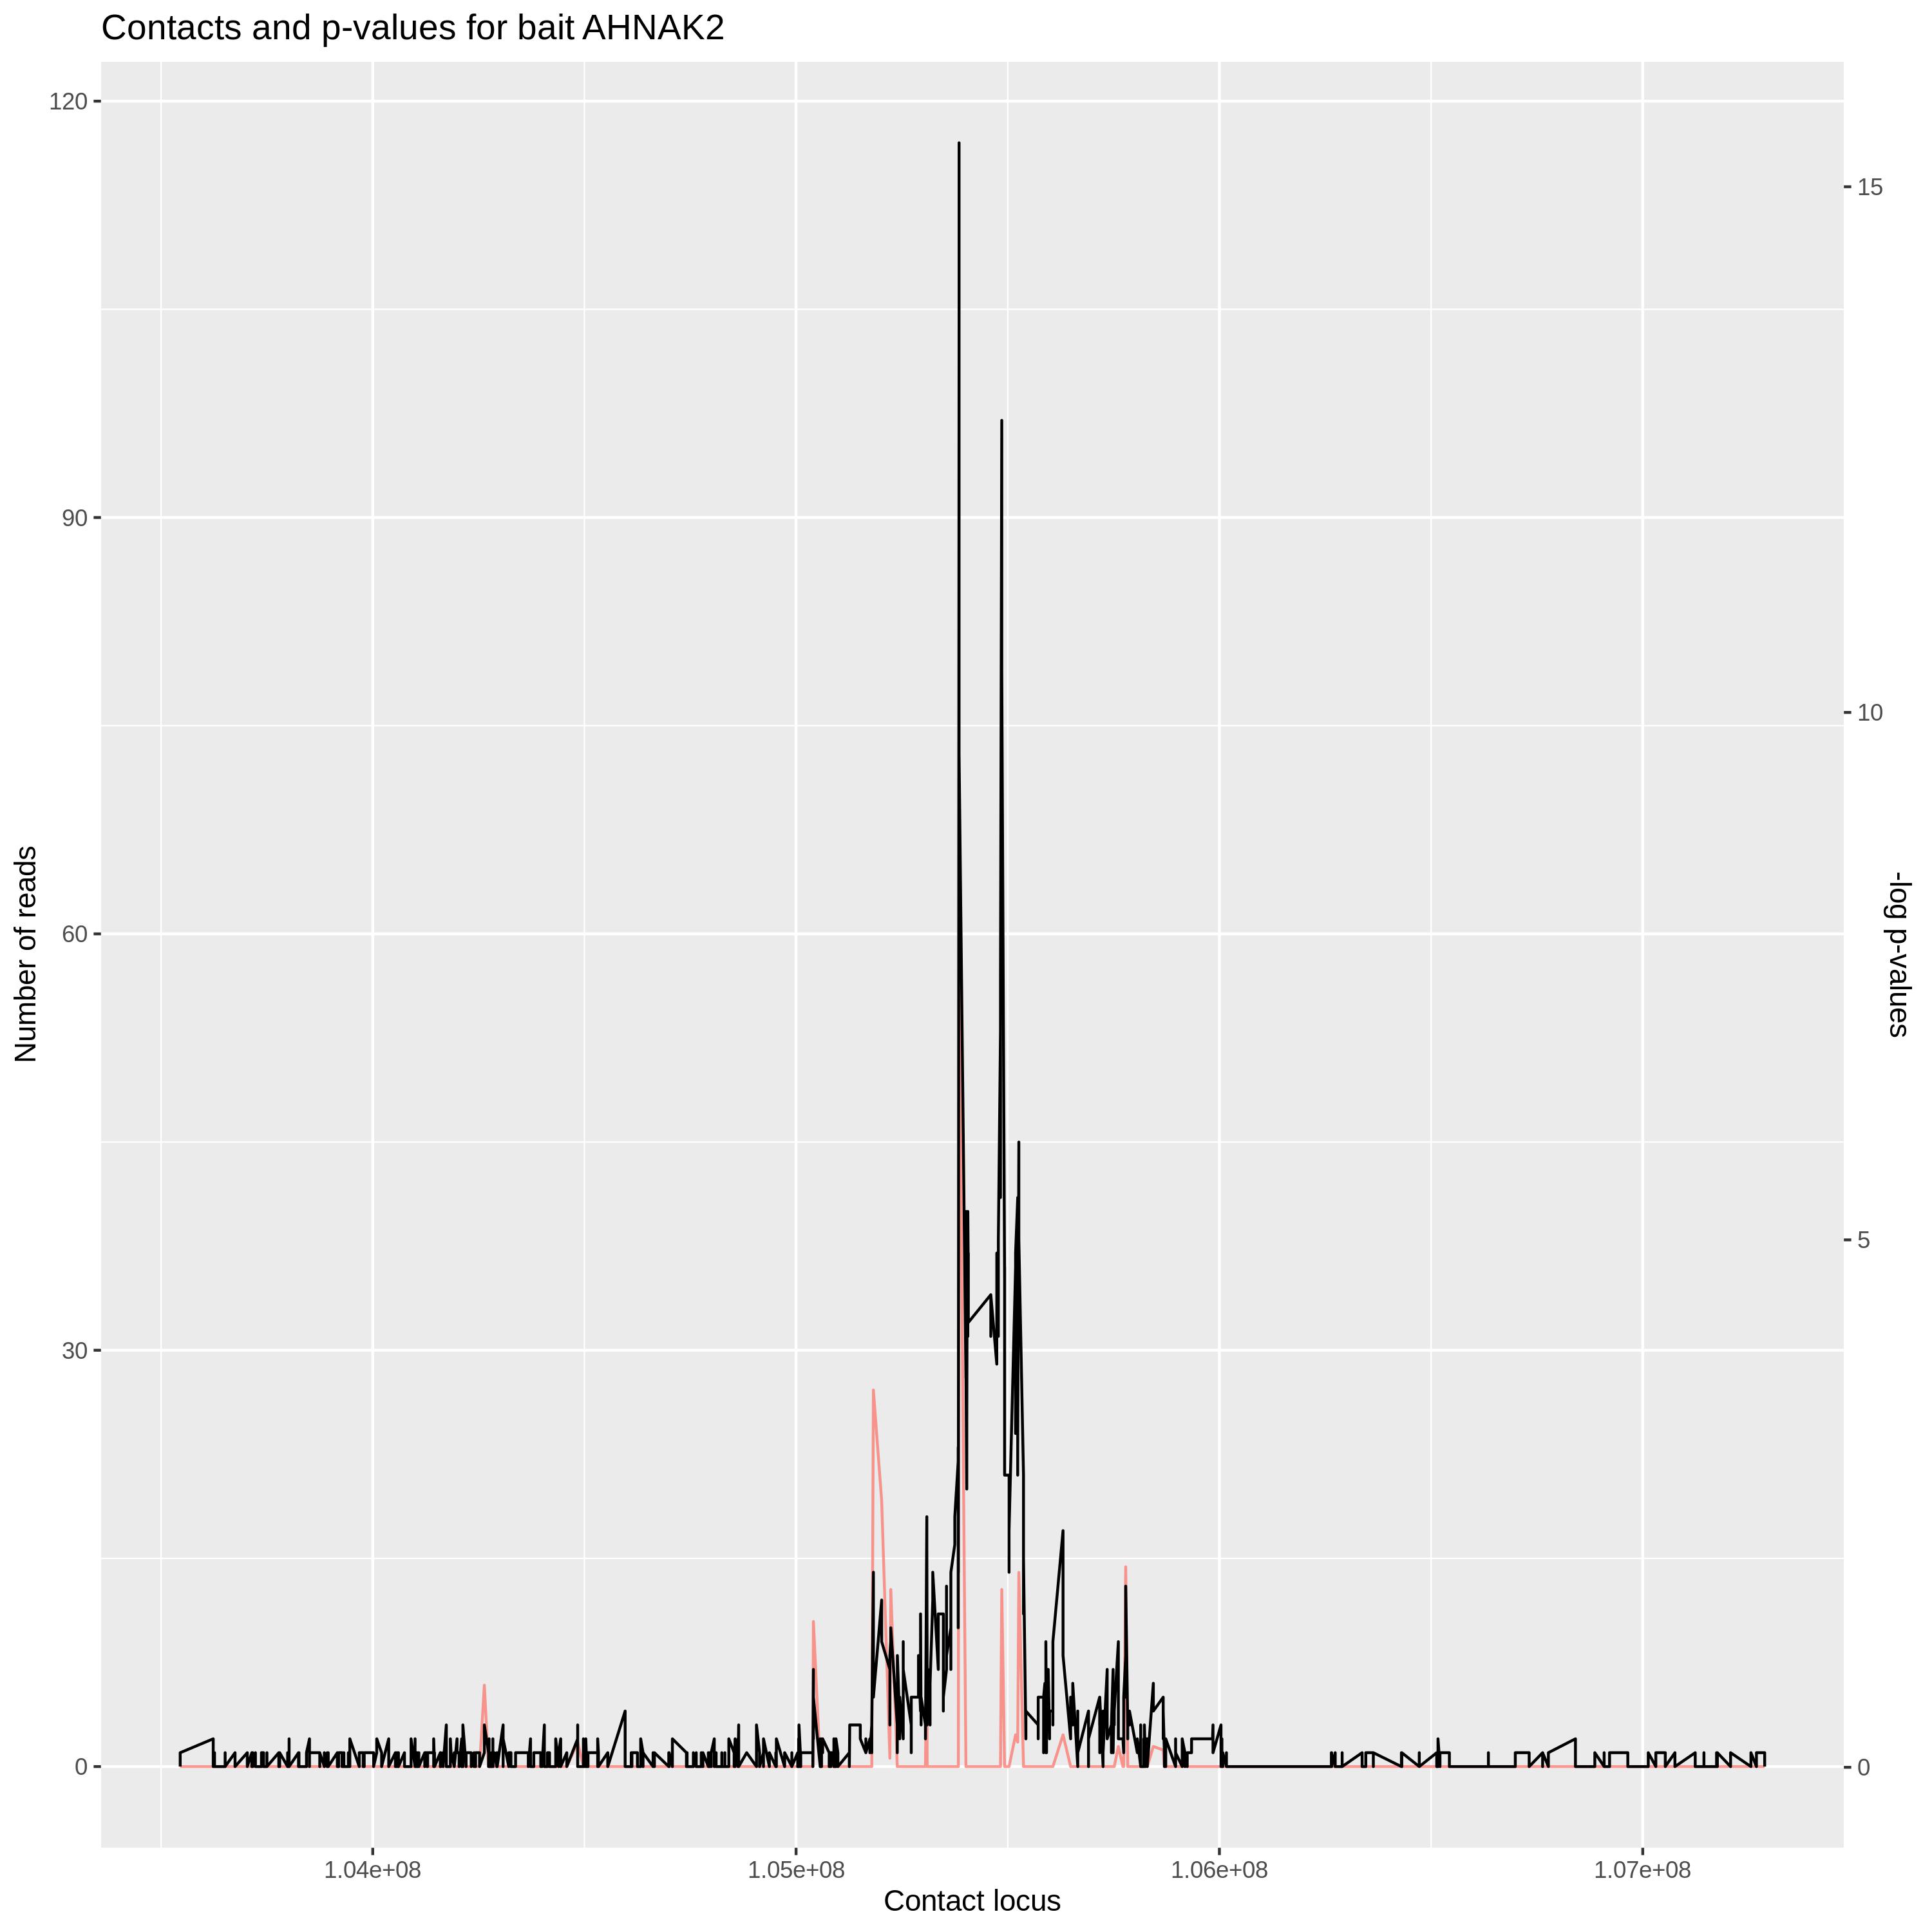 Contacts and p-values for bait AHNAK2
120
90
60
30
0
Number of reads
15
10
5
0
-log p-values
1.04e+08
1.05e+08
1.06e+08
1.07e+08
Contact locus